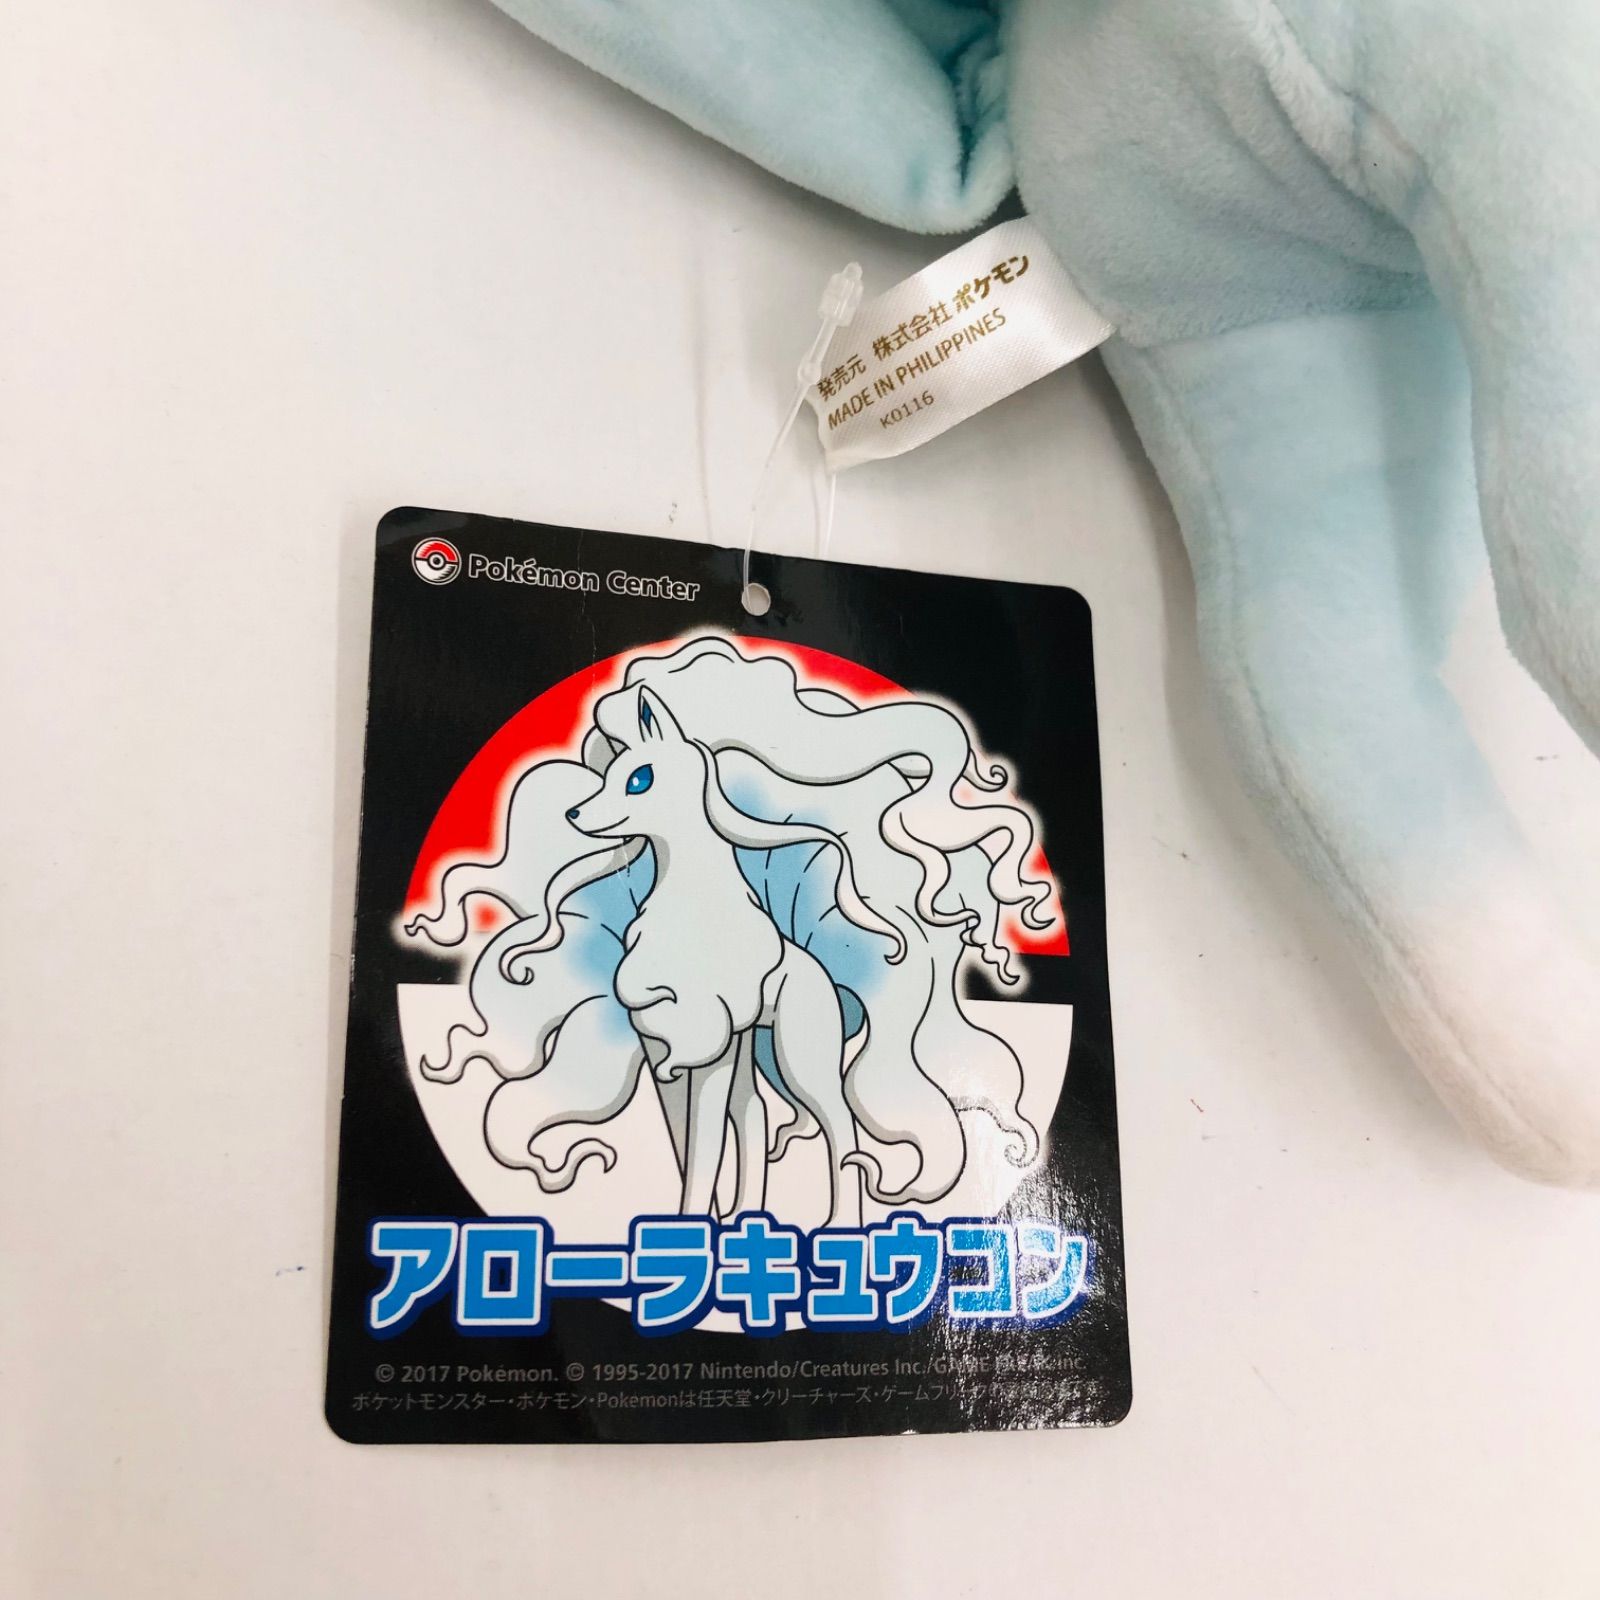 発売元 株式会社ポケモン
MADE IN PHILIPPINES
K0116
Pokémon Center
アローラキュウコン
© 2017 Pokémon. © 1995-2017 Nintendo/Creatures Inc./GAME FREAK inc.
ポケットモンスター・ポケモン・Pokémonは任天堂・クリーチャーズ・ゲームフリークの